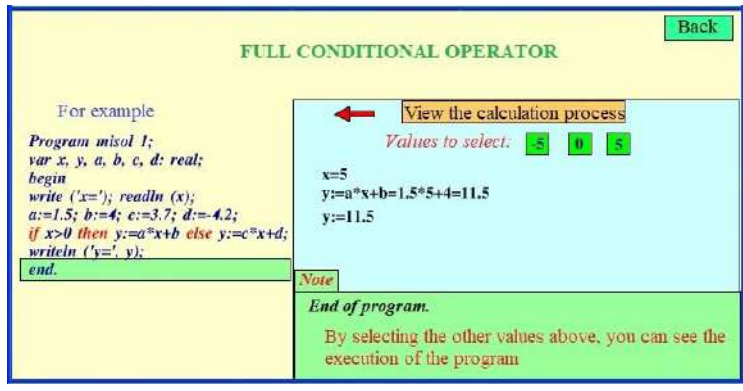 Back
FULL CONDITIONAL OPERATOR
For example
Program misol 1;
var x, y, a, b, c, d: real;
begin
write ('x='); readln (x);
a:=1.5; b:=4; c:=3.7; d:=-4.2;
if x>0 then y:=a*x+b else y:=c*x+d;
writeln ('y=', y);
end.
View the calculation process
Values to select: -5 0 5
x=5
y:=a*x+b=1.5*5+4=11.5
y:=11.5
Note
End of program.
By selecting the other values above, you can see the
execution of the program